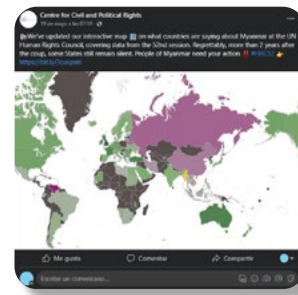 Centre for Civil and Political Rights
We've updated our interactive map on what countries are saying about Myanmar at the UN
Human Rights Council, covering data from the 52nd session. Regrettably, more than 2 years after
the coup, some States still remain silent. People of Myanmar need your action
Me gusta
Comentar
Compartir
Escribe un comentario...